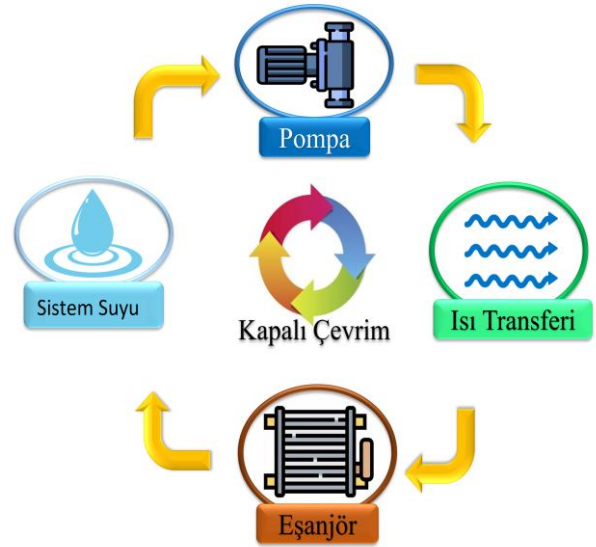 Pompa
Sistem Suyu
Isı Transferi
Kapalı Çevrim
Eşanjör